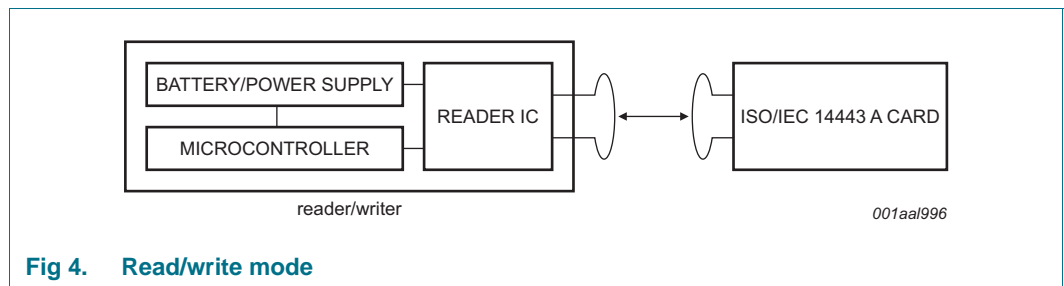 BATTERY/POWER SUPPLY
READER IC
ISO/IEC 14443 A CARD
MICROCONTROLLER
reader/writer
001aal996
Fig 4. Read/write mode